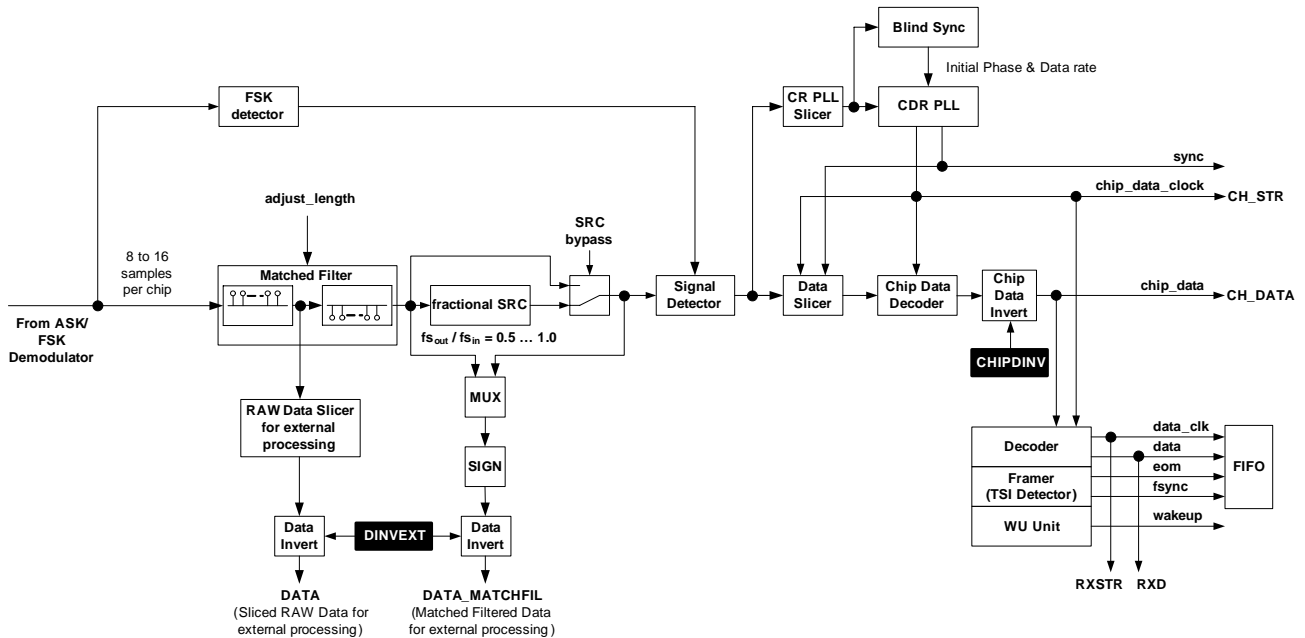 Blind Sync
Initial Phase & Data rate
FSK
detector
CR PLL
Slicer
CDR PLL
sync
adjust_length
chip_data_clock
CH_STR
SRC
bypass
8 to 16
samples
per chip
Matched Filter
fractional SRC
Signal
Detector
Data
Slicer
Chip Data
Decoder
Chip
Data
Invert
chip_data
CH_DATA
From ASK/
FSK
Demodulator
fsout / fsin = 0.5 … 1.0
CHIPDINV
MUX
RAW Data Slicer
for external
processing
SIGN
Decoder
Framer
(TSI Detector)
WU Unit
data_clk
data
eom
fsync
wakeup
FIFO
Data
Invert
DINVEXT
Data
Invert
RXSTR
RXD
DATA
(Sliced RAW Data for
external processing)
DATA_MATCHFIL
(Matched Filtered Data
for external processing)